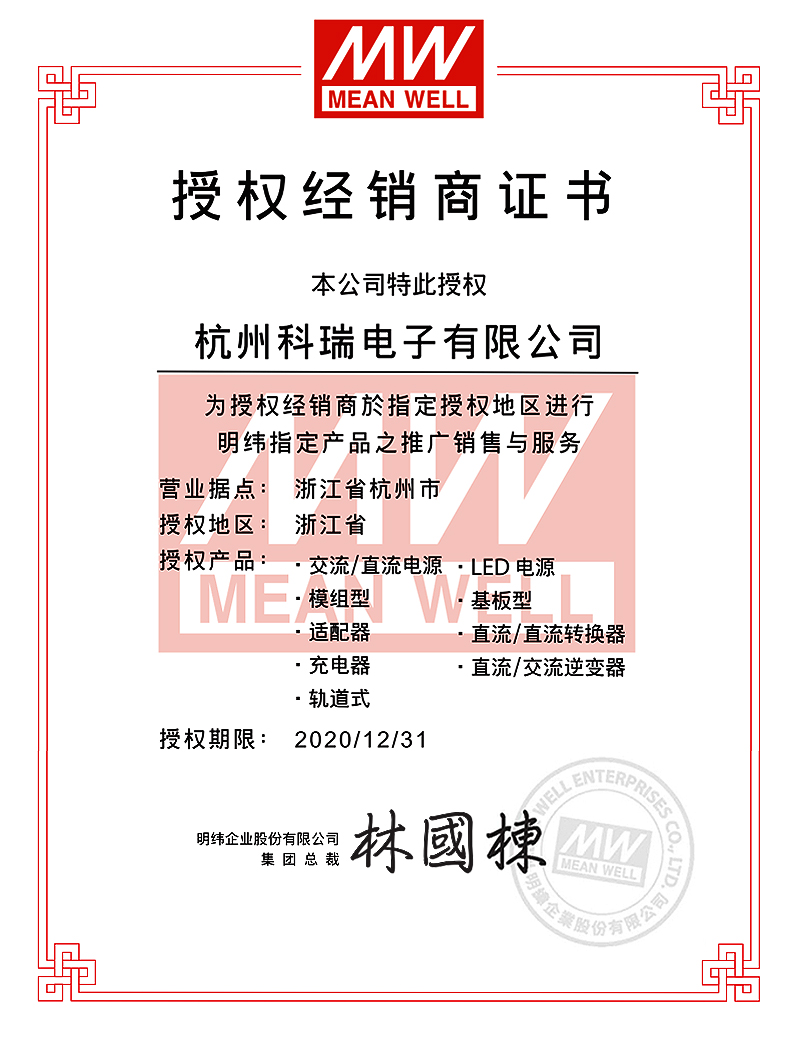 MW
MEAN WELL
授权经销商证书
本公司特此授权
杭州科瑞电子有限公司
为授权经销商於指定授权地区进行
明纬指定产品之推广销售与服务
营业据点： 浙江省杭州市
授权地区： 浙江省
授权产品： · 交流/直流电源 · LED 电源
· 模组型 · 基板型
· 适配器 · 直流/直流转换器
· 充电器 · 直流/交流逆变器
· 轨道式
MW
MEAN WELL
授权期限： 2020/12/31
明纬企业股份有限公司
集团总裁
林國棟
WELL ENTERPRISES CO., LTD.
MW
MEAN WELL
明緯企業股份有限公司